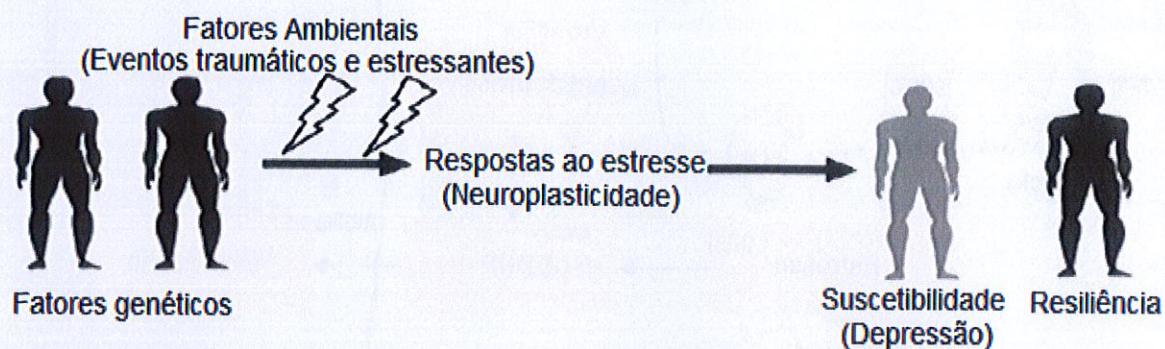 Fatores Ambientais
(Eventos traumáticos e estressantes)
Respostas ao estresse
(Neuroplasticidade)
Fatores genéticos
Suscetibilidade
(Depressão)
Resiliência